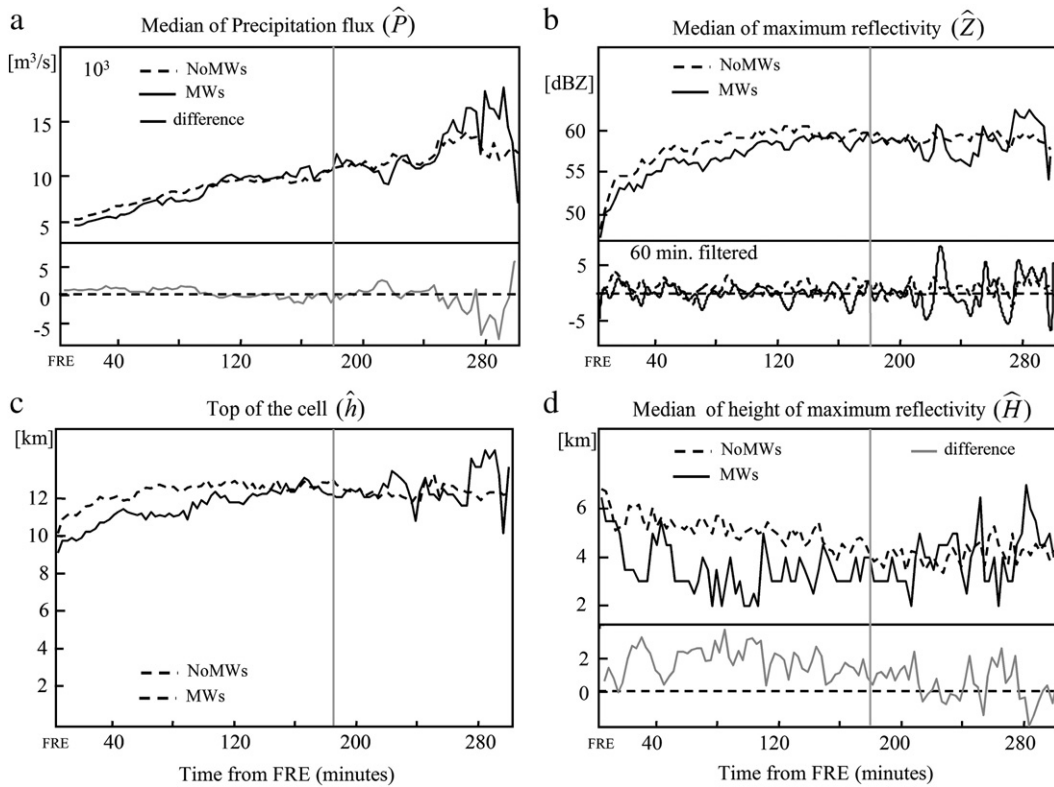 a
Median of Precipitation flux (P̂)
[m³/s]
10³
NoMWs
MWs
difference
15
10
5
5
0
-5
FRE
40
120
200
280
b
Median of maximum reflectivity (Ẑ)
[dBZ]
NoMWs
MWs
60
55
50
60 min. filtered
5
-5
FRE
40
120
200
280
c
Top of the cell (ĥ)
[km]
12
10
8
6
4
2
NoMWs
MWs
FRE
40
120
200
280
Time from FRE (minutes)
d
Median of height of maximum reflectivity (Ĥ)
[km]
NoMWs
MWs
difference
6
4
2
2
0
FRE
40
120
200
280
Time from FRE (minutes)